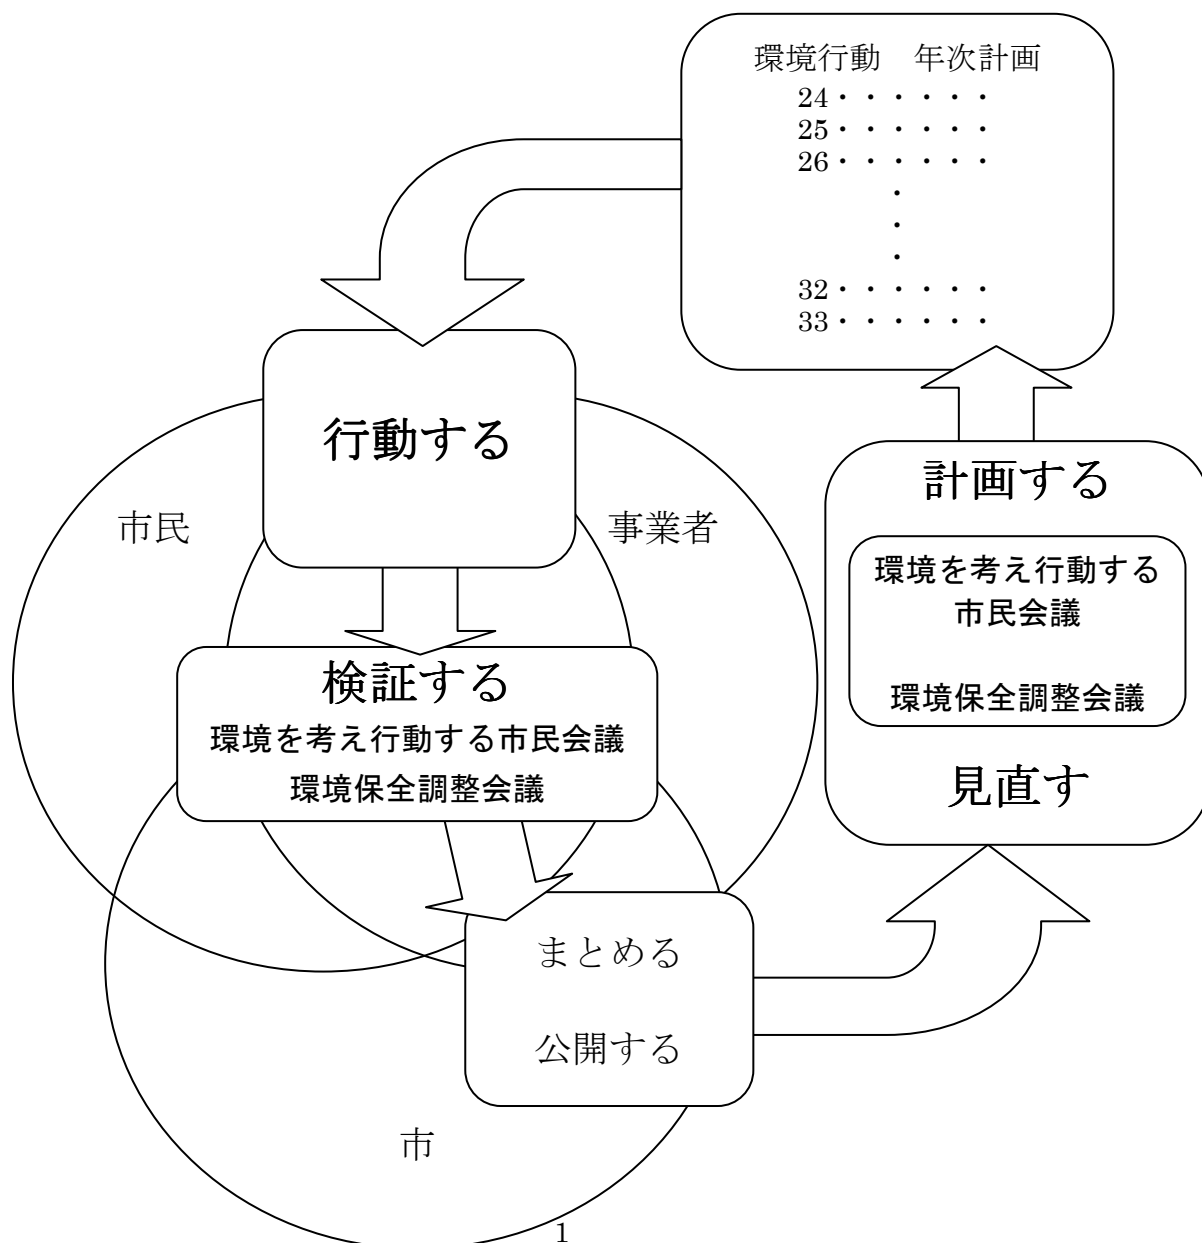 環境行動　年次計画
24・・・・・・
25・・・・・・
26・・・・・・
・
・
・
32・・・・・・
33・・・・・・
行動する
市民
事業者
計画する
環境を考え行動する
市民会議
環境保全調整会議
見直す
検証する
環境を考え行動する市民会議
環境保全調整会議
まとめる
公開する
市
1